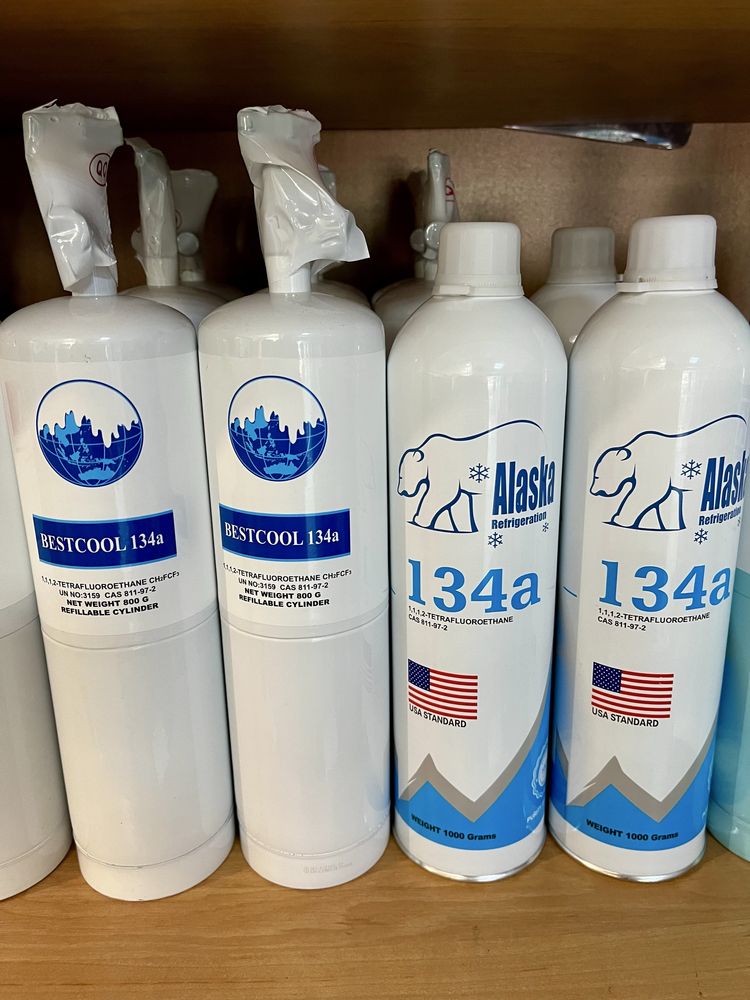 BESTCOOL 134a
1,1,1,2-TETRAFLUOROETHANE CH₂FCF₃
UN NO:3159 CAS 811-97-2
NET WEIGHT 800 G
REFILLABLE CYLINDER
BESTCOOL 134a
1,1,1,2-TETRAFLUOROETHANE CH₂FCF₃
UN NO:3159 CAS 811-97-2
NET WEIGHT 800 G
REFILLABLE CYLINDER
Alaska
Refrigeration
134a
1,1,1,2-TETRAFLUOROETHANE
CAS 811-97-2
USA STANDARD
WEIGHT 1000 Grams
Alaska
Refrigeration
134a
1,1,1,2-TETRAFLUOROETHANE
CAS 811-97-2
USA STANDARD
WEIGHT 1000 Grams